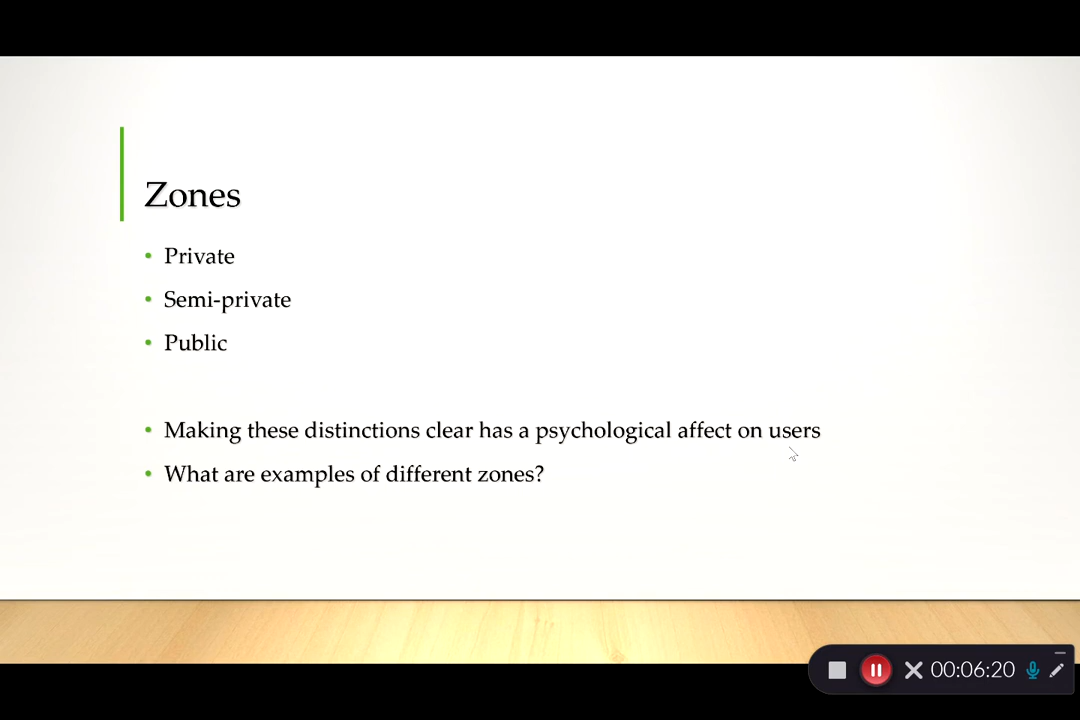 Zones
• Private
• Semi-private
• Public
• Making these distinctions clear has a psychological affect on users
• What are examples of different zones?
00:06:20